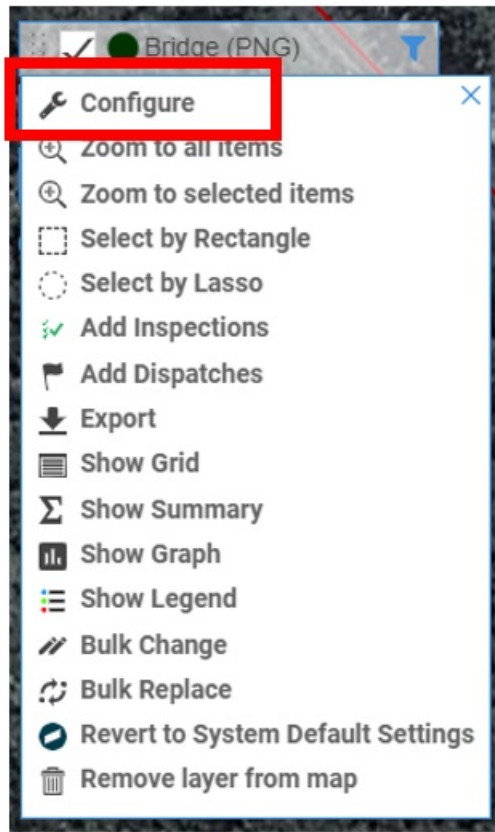 Bridge (PNG)
Configure
Zoom to all items
Zoom to selected items
Select by Rectangle
Select by Lasso
Add Inspections
Add Dispatches
Export
Show Grid
Show Summary
Show Graph
Show Legend
Bulk Change
Bulk Replace
Revert to System Default Settings
Remove layer from map